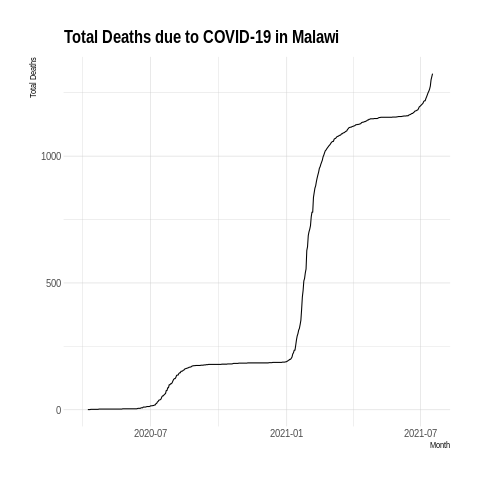 Total Deaths due to COVID-19 in Malawi
Total Deaths
1000
500
0
2020-07
2021-01
2021-07
Month